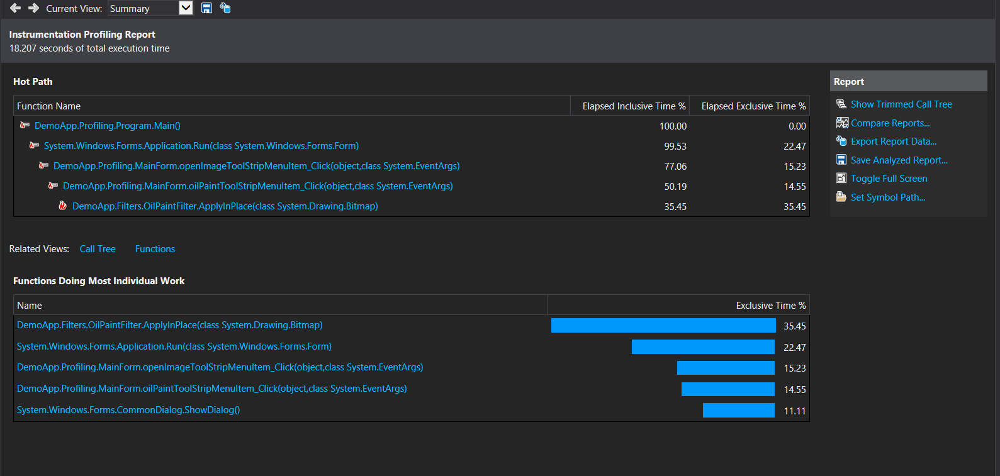 Current View: Summary
Instrumentation Profiling Report
18.207 seconds of total execution time
Hot Path
Function Name Elapsed Inclusive Time % Elapsed Exclusive Time %
DemoApp.Profiling.Program.Main() 100.00 0.00
System.Windows.Forms.Application.Run(class System.Windows.Forms.Form) 99.53 22.47
DemoApp.Profiling.MainForm.openImageToolStripMenuItem_Click(object,class System.EventArgs) 77.06 15.23
DemoApp.Profiling.MainForm.oilPaintToolStripMenuItem_Click(object,class System.EventArgs) 50.19 14.55
DemoApp.Filters.OilPaintFilter.ApplyInPlace(class System.Drawing.Bitmap) 35.45 35.45
Related Views: Call Tree Functions
Functions Doing Most Individual Work
Name Exclusive Time %
DemoApp.Filters.OilPaintFilter.ApplyInPlace(class System.Drawing.Bitmap) 35.45
System.Windows.Forms.Application.Run(class System.Windows.Forms.Form) 22.47
DemoApp.Profiling.MainForm.openImageToolStripMenuItem_Click(object,class System.EventArgs) 15.23
DemoApp.Profiling.MainForm.oilPaintToolStripMenuItem_Click(object,class System.EventArgs) 14.55
System.Windows.Forms.CommonDialog.ShowDialog() 11.11
Report
Show Trimmed Call Tree
Compare Reports...
Export Report Data...
Save Analyzed Report...
Toggle Full Screen
Set Symbol Path...